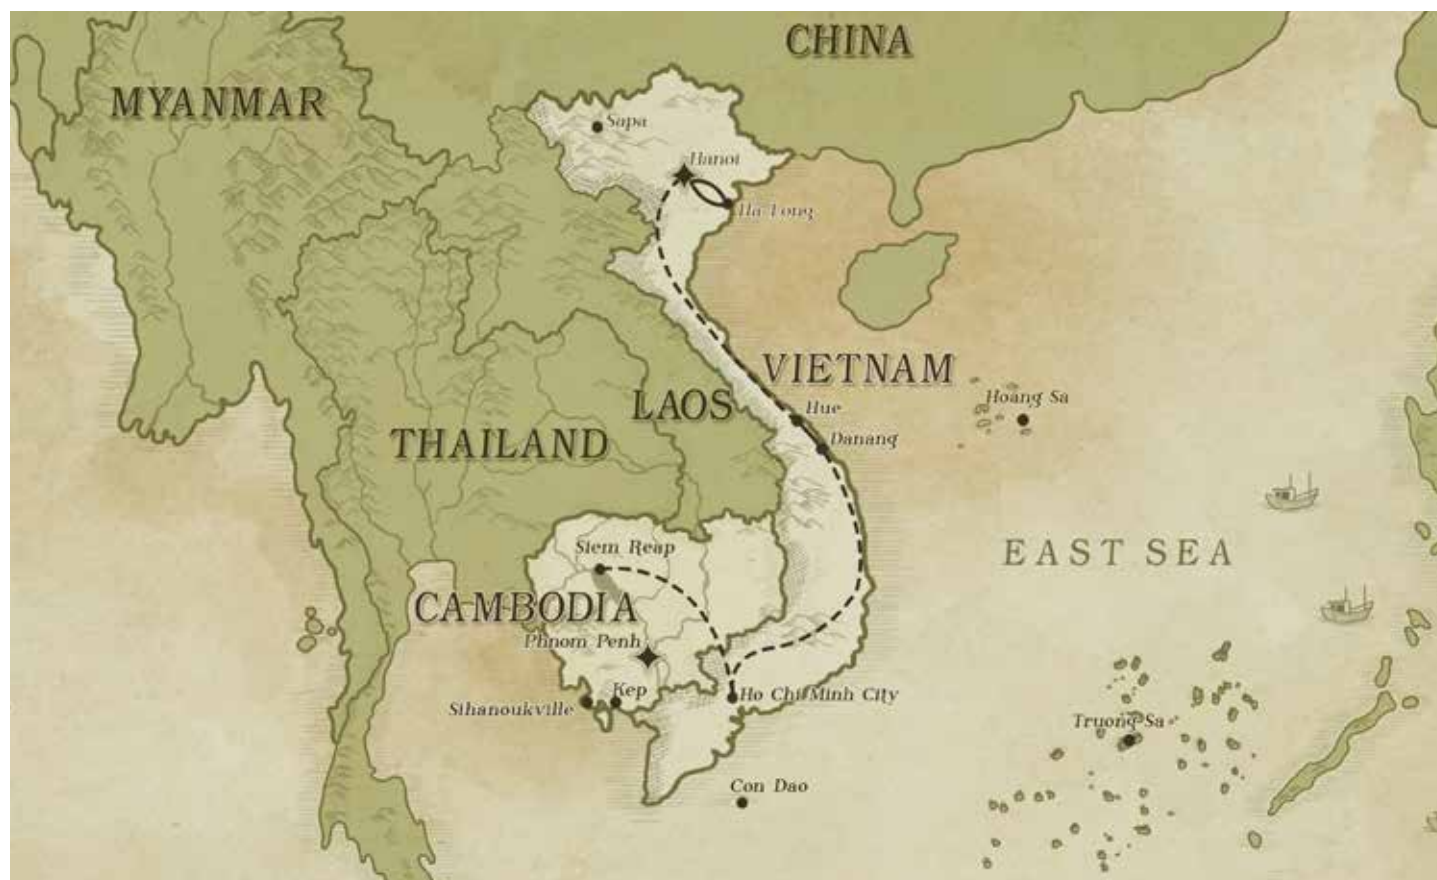 CHINA
MYANMAR
Sapa
Hanoi
Ha Long
VIETNAM
LAOS
Hoang Sa
Hue
THAILAND
Danang
Siem Reap
EAST SEA
CAMBODIA
Phnom Penh
Kep
Ho Chi Minh City
Sihanoukville
Truong Sa
Con Dao